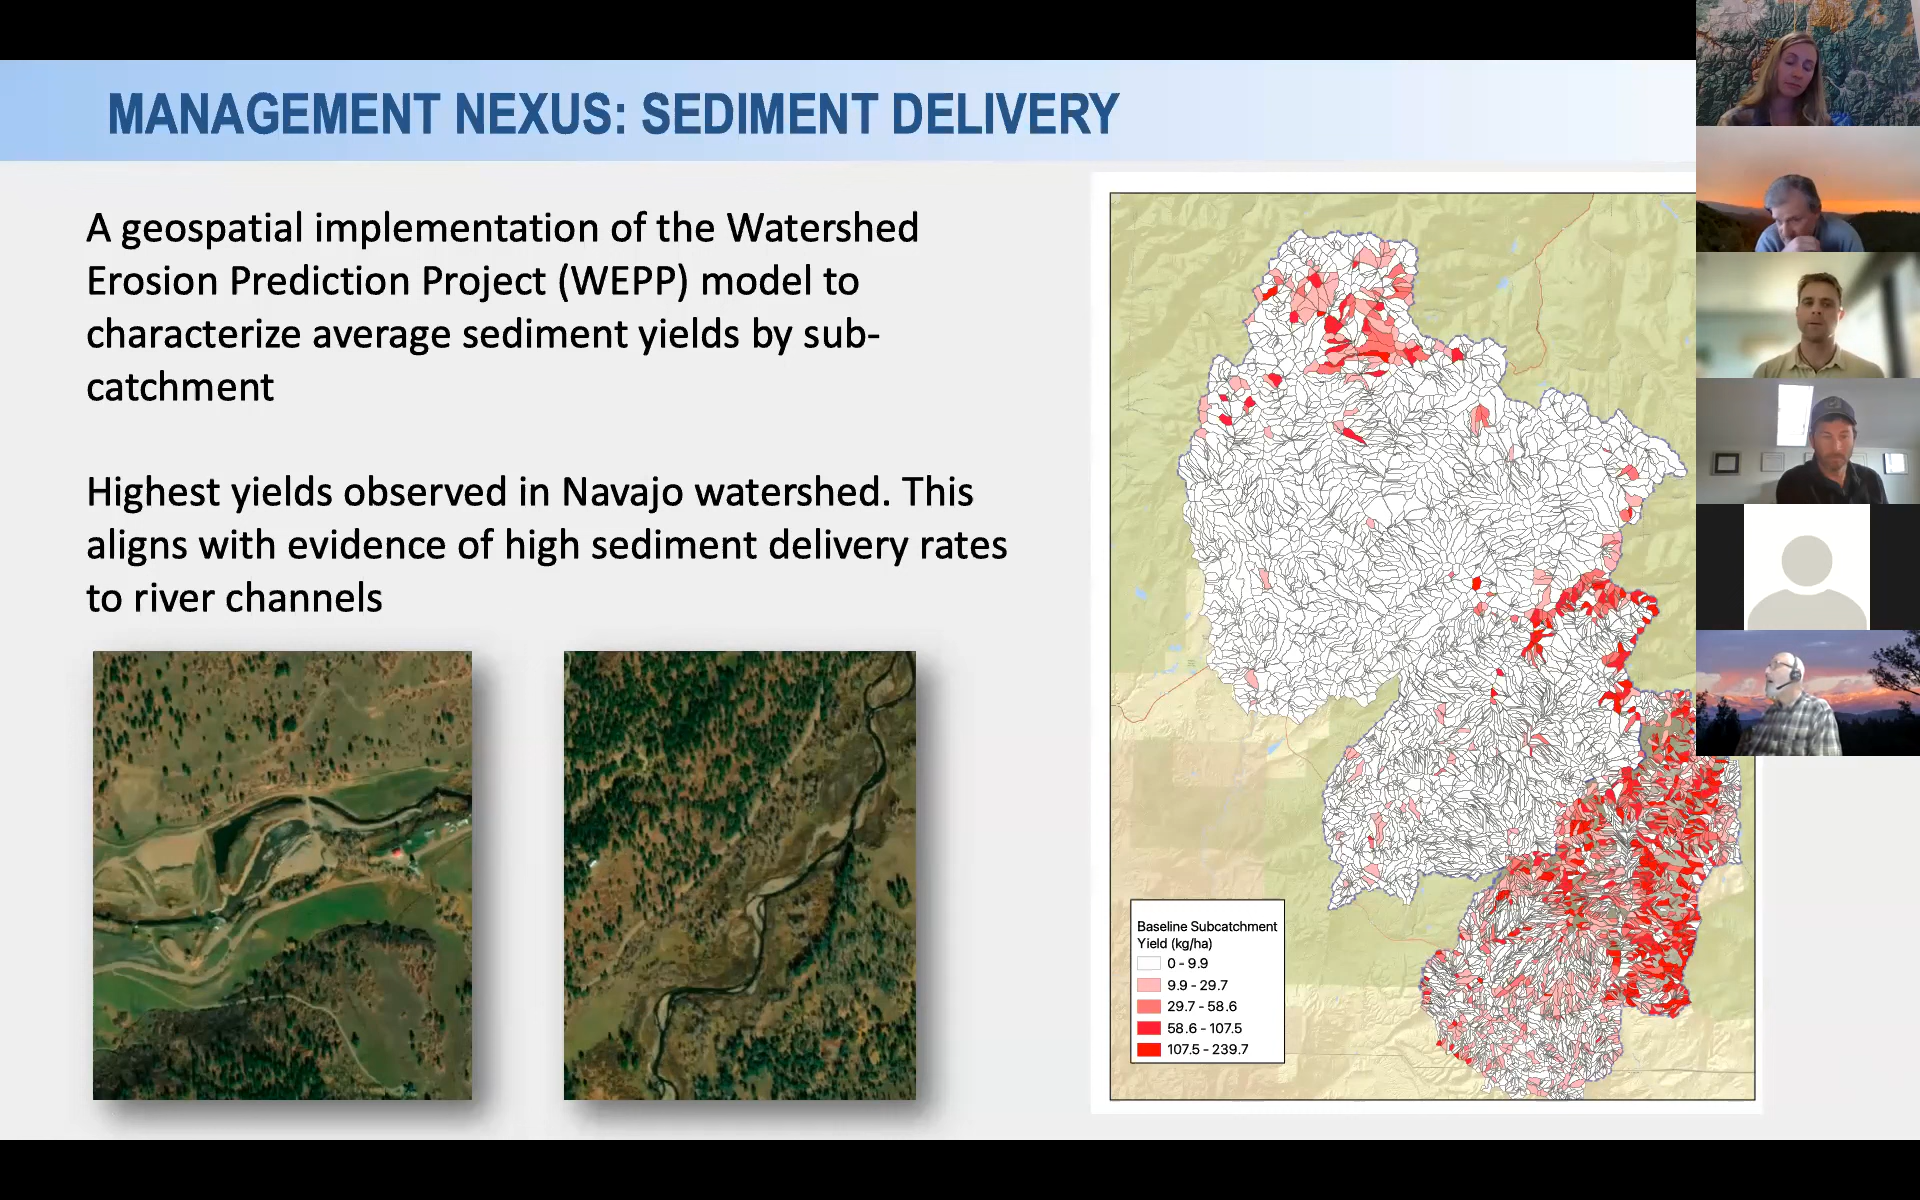 MANAGEMENT NEXUS: SEDIMENT DELIVERY
A geospatial implementation of the Watershed
Erosion Prediction Project (WEPP) model to
characterize average sediment yields by sub-
catchment
Highest yields observed in Navajo watershed. This
aligns with evidence of high sediment delivery rates
to river channels
Baseline Subcatchment
Yield (kg/ha)
0 - 9.9
9.9 - 29.7
29.7 - 58.6
58.6 - 107.5
107.5 - 239.7